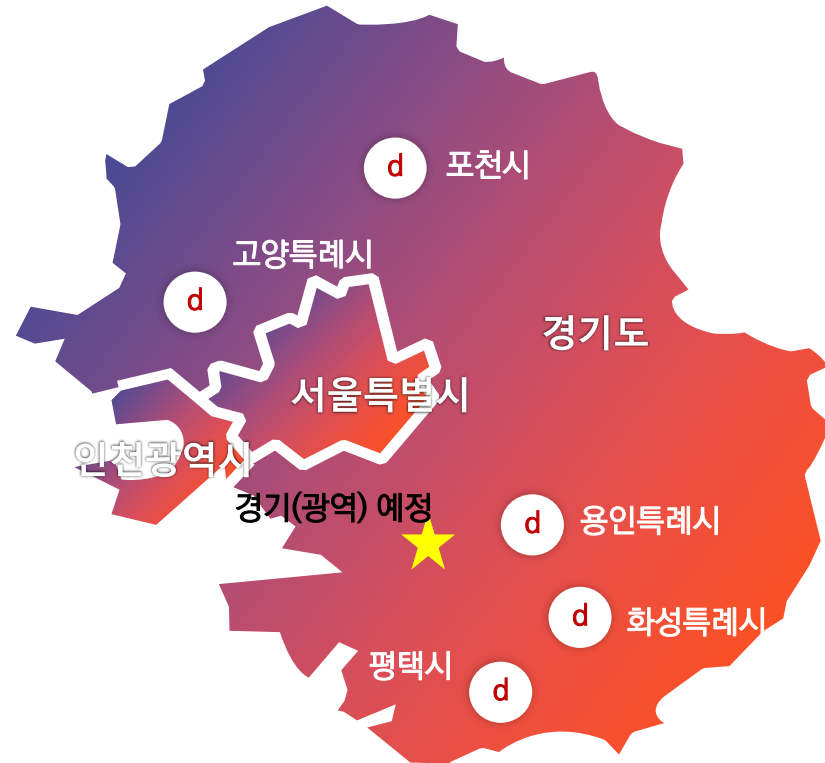 d 포천시
고양특례시
d
경기도
서울특별시
인천광역시
경기(광역) 예정
d 용인특례시
d 화성특례시
평택시 d